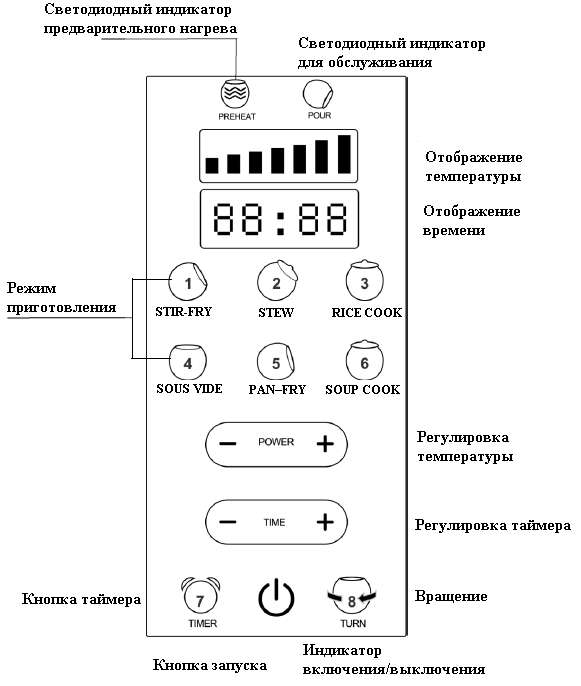 Светодиодный индикатор
предварительного нагрева
Светодиодный индикатор
для обслуживания
PREHEAT
POUR
Отображение
температуры
88:88
Отображение
времени
Режим
приготовления
1
2
3
STIR-FRY
STEW
RICE COOK
4
5
6
SOUS VIDE
PAN–FRY
SOUP COOK
− POWER +
Регулировка
температуры
− TIME +
Регулировка таймера
Кнопка таймера
7
8
Вращение
TIMER
TURN
Кнопка запуска
Индикатор
включения/выключения